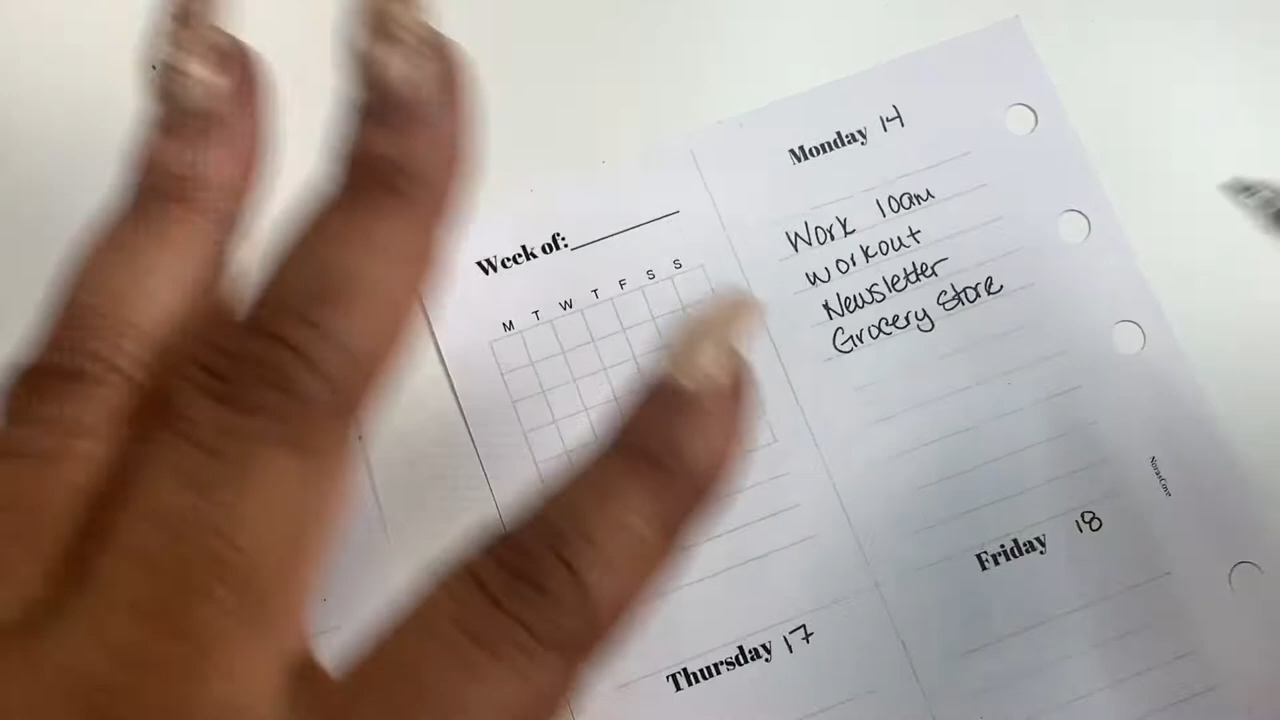 Week of:
M T W T F S S
Monday 14
Work 10am
workout
Newsletter
Grocery Store
Thursday 17
Friday 18